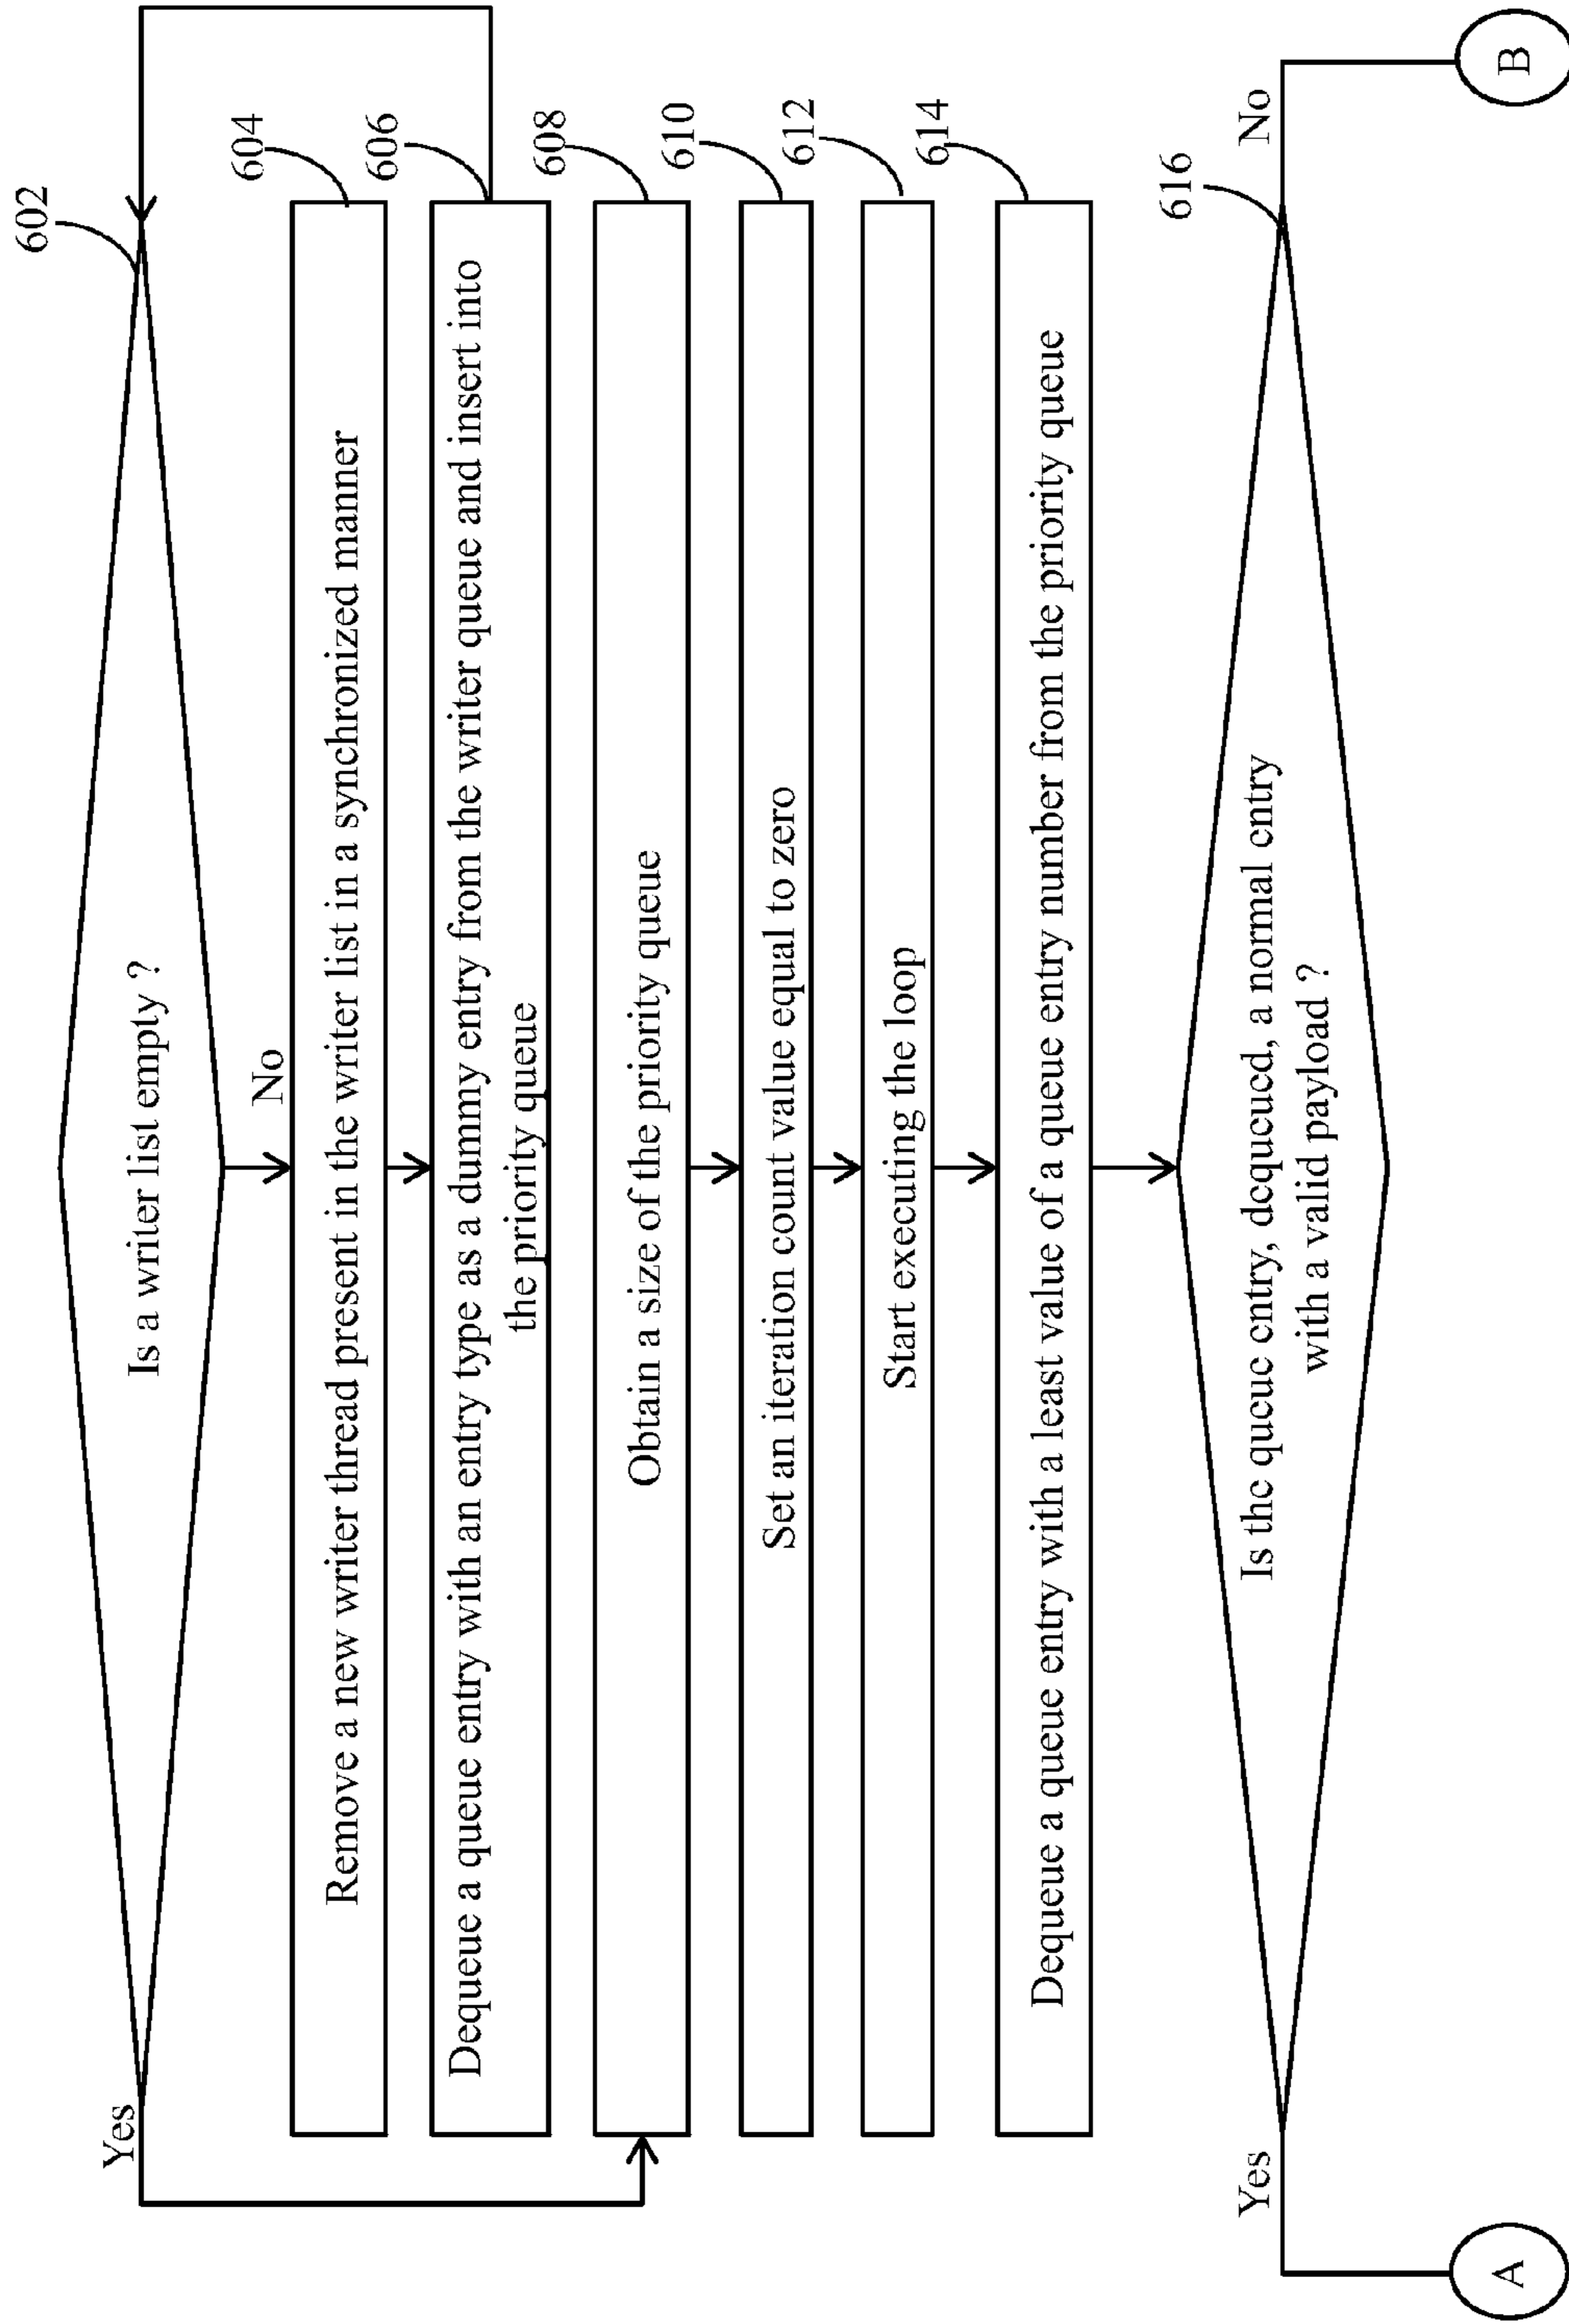 602
Is a writer list empty ?
Yes
No
604
Remove a new writer thread present in the writer list in a synchronized manner
606
Dequeue a queue entry with an entry type as a dummy entry from the writer queue and insert into
the priority queue
608
Obtain a size of the priority queue
610
Set an iteration count value equal to zero
612
Start executing the loop
614
Dequeue a queue entry with a least value of a queue entry number from the priority queue
616
Is the queue entry, dequeued, a normal entry
with a valid payload ?
Yes
No
A
B